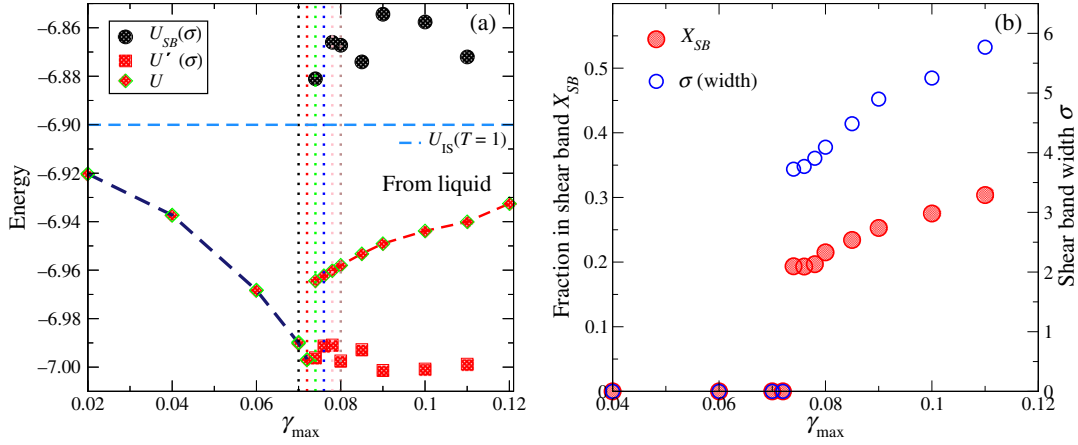 (a)
U_SB(σ)
U′ (σ)
U
U_IS(T = 1)
From liquid
Energy
−6.86
−6.88
−6.90
−6.92
−6.94
−6.96
−6.98
−7.00
0.02 0.04 0.06 0.08 0.1 0.12
γ_max
(b)
X_SB
σ (width)
Fraction in shear band X_SB
0.5
0.4
0.3
0.2
0.1
0
0.04 0.06 0.08 0.1 0.12
γ_max
6
5
4
3
2
1
0
Shear band width σ